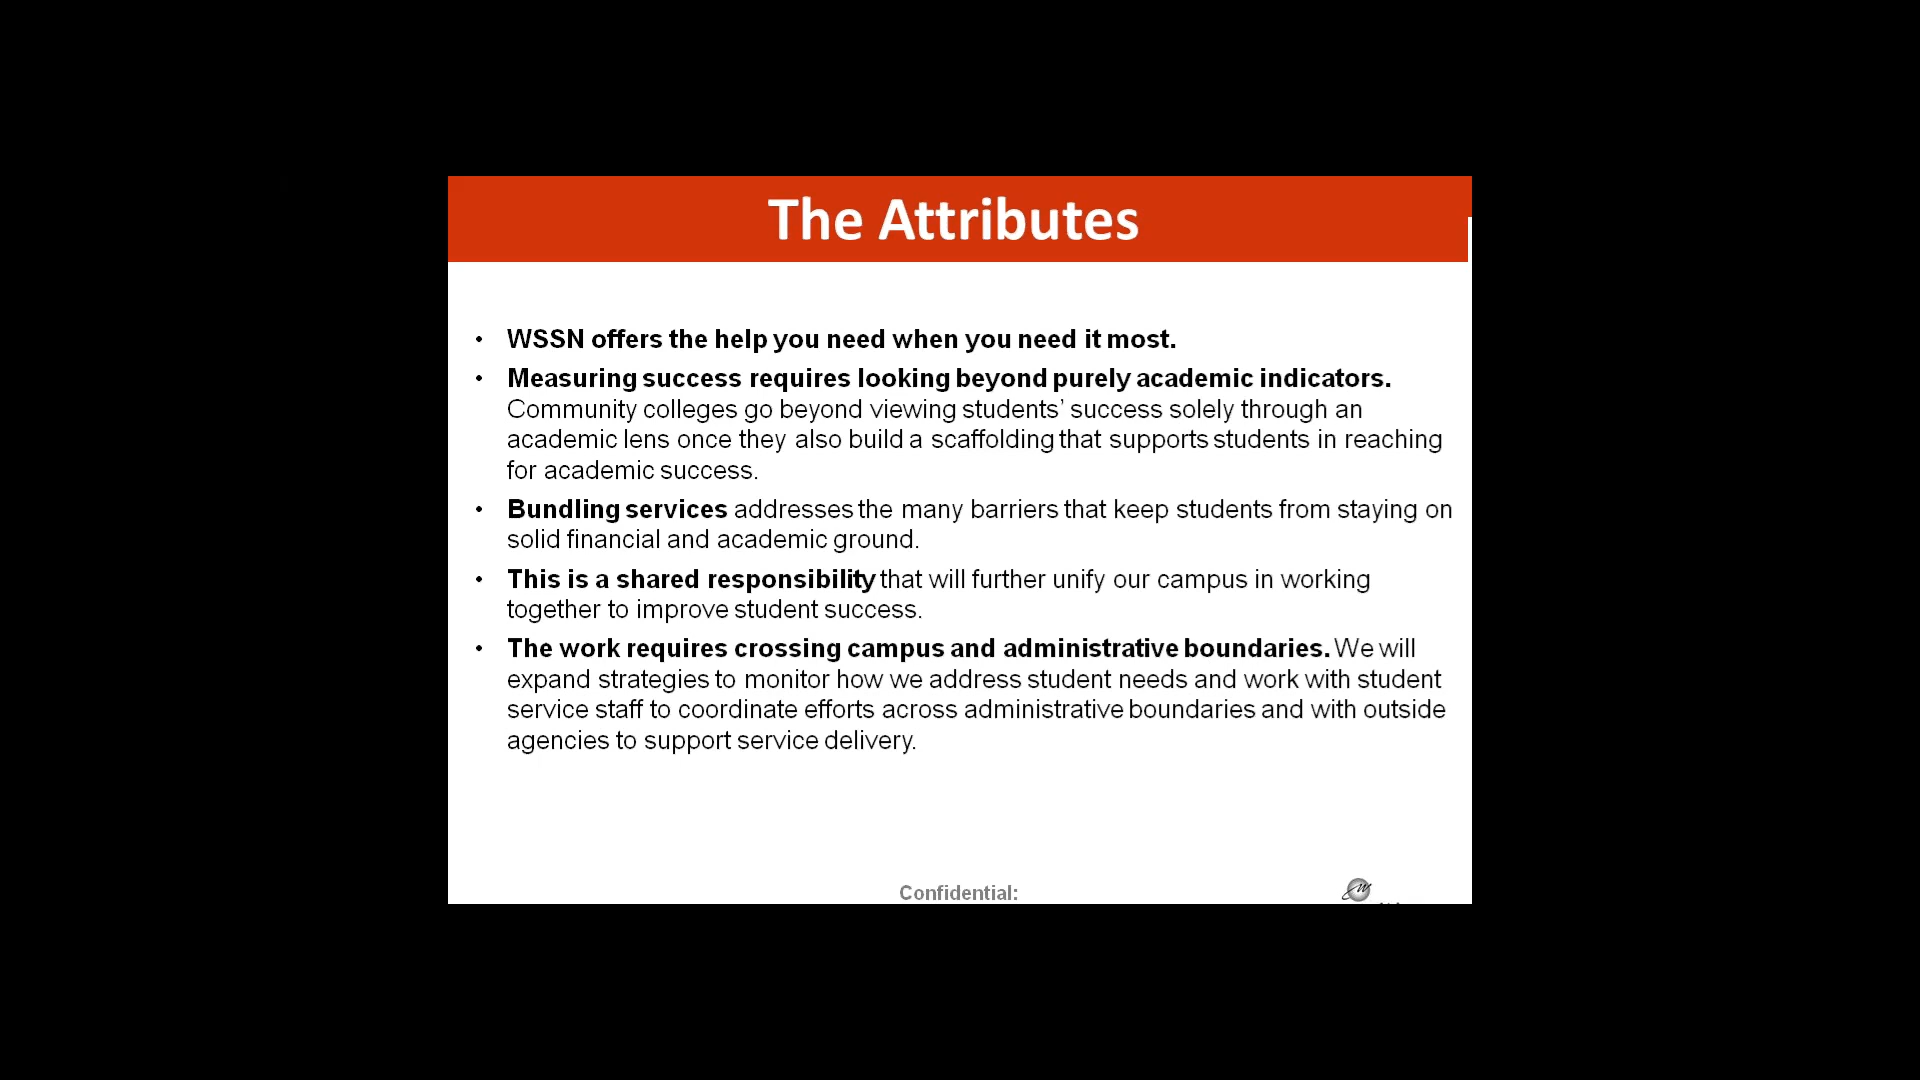 The Attributes
• WSSN offers the help you need when you need it most.
• Measuring success requires looking beyond purely academic indicators.
Community colleges go beyond viewing students’ success solely through an
academic lens once they also build a scaffolding that supports students in reaching
for academic success.
• Bundling services addresses the many barriers that keep students from staying on
solid financial and academic ground.
• This is a shared responsibility that will further unify our campus in working
together to improve student success.
• The work requires crossing campus and administrative boundaries. We will
expand strategies to monitor how we address student needs and work with student
service staff to coordinate efforts across administrative boundaries and with outside
agencies to support service delivery.
Confidential: